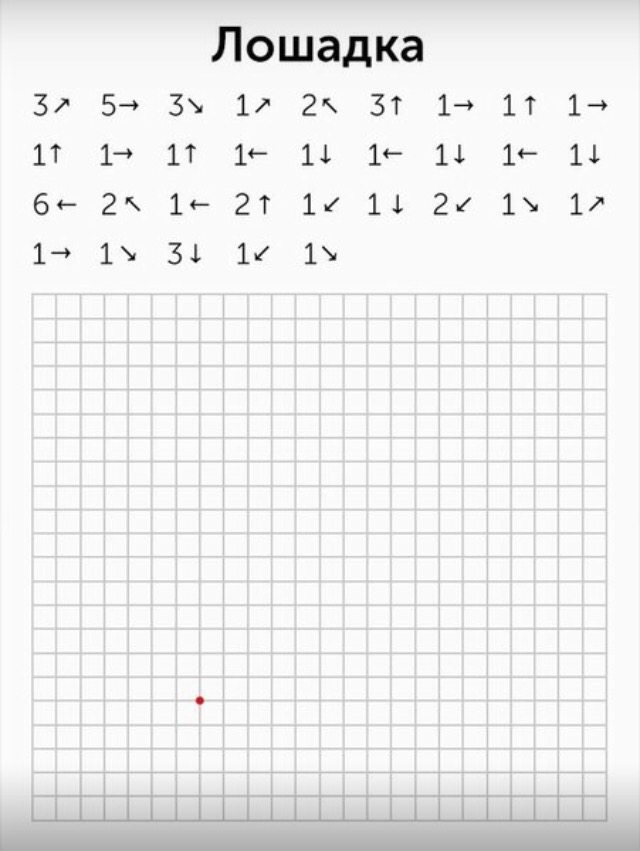 Лошадка
3↗ 5→ 3↘ 1↗ 2↖ 3↑ 1→ 1↑ 1→
1↑ 1→ 1↑ 1← 1↓ 1← 1↓ 1← 1↓
6← 2↖ 1← 2↑ 1↙ 1↓ 2↙ 1↘ 1↗
1→ 1↘ 3↓ 1↙ 1↘